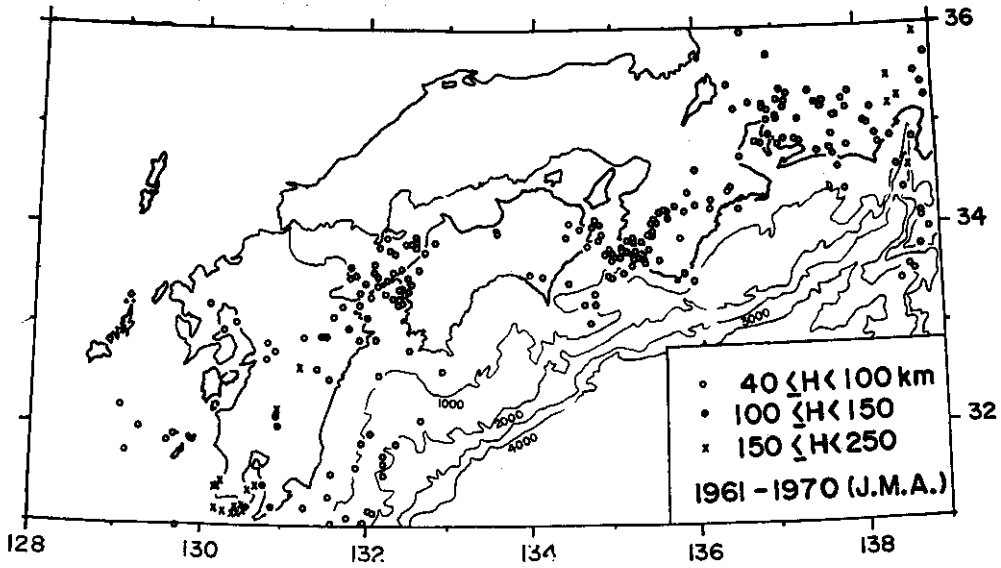 36
34
32
1000
2000
3000
4000
○ 40 ≤ H < 100 km
● 100 ≤ H < 150
x 150 ≤ H < 250
1961 - 1970 (J.M.A.)
128 130 132 134 136 138